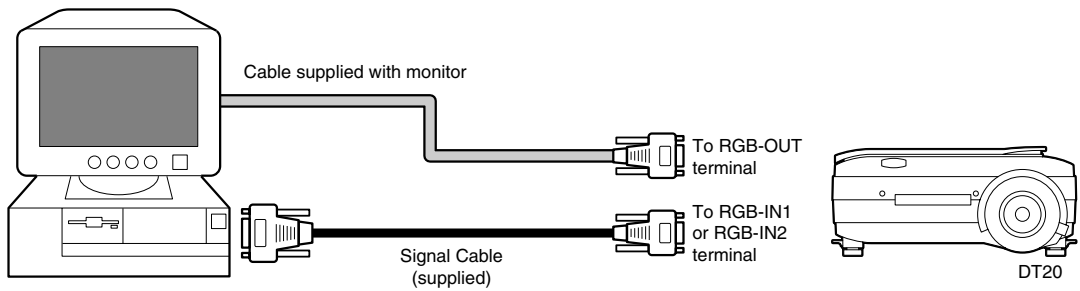 Cable supplied with monitor
To RGB-OUT
terminal
To RGB-IN1
or RGB-IN2
terminal
Signal Cable
(supplied)
DT20